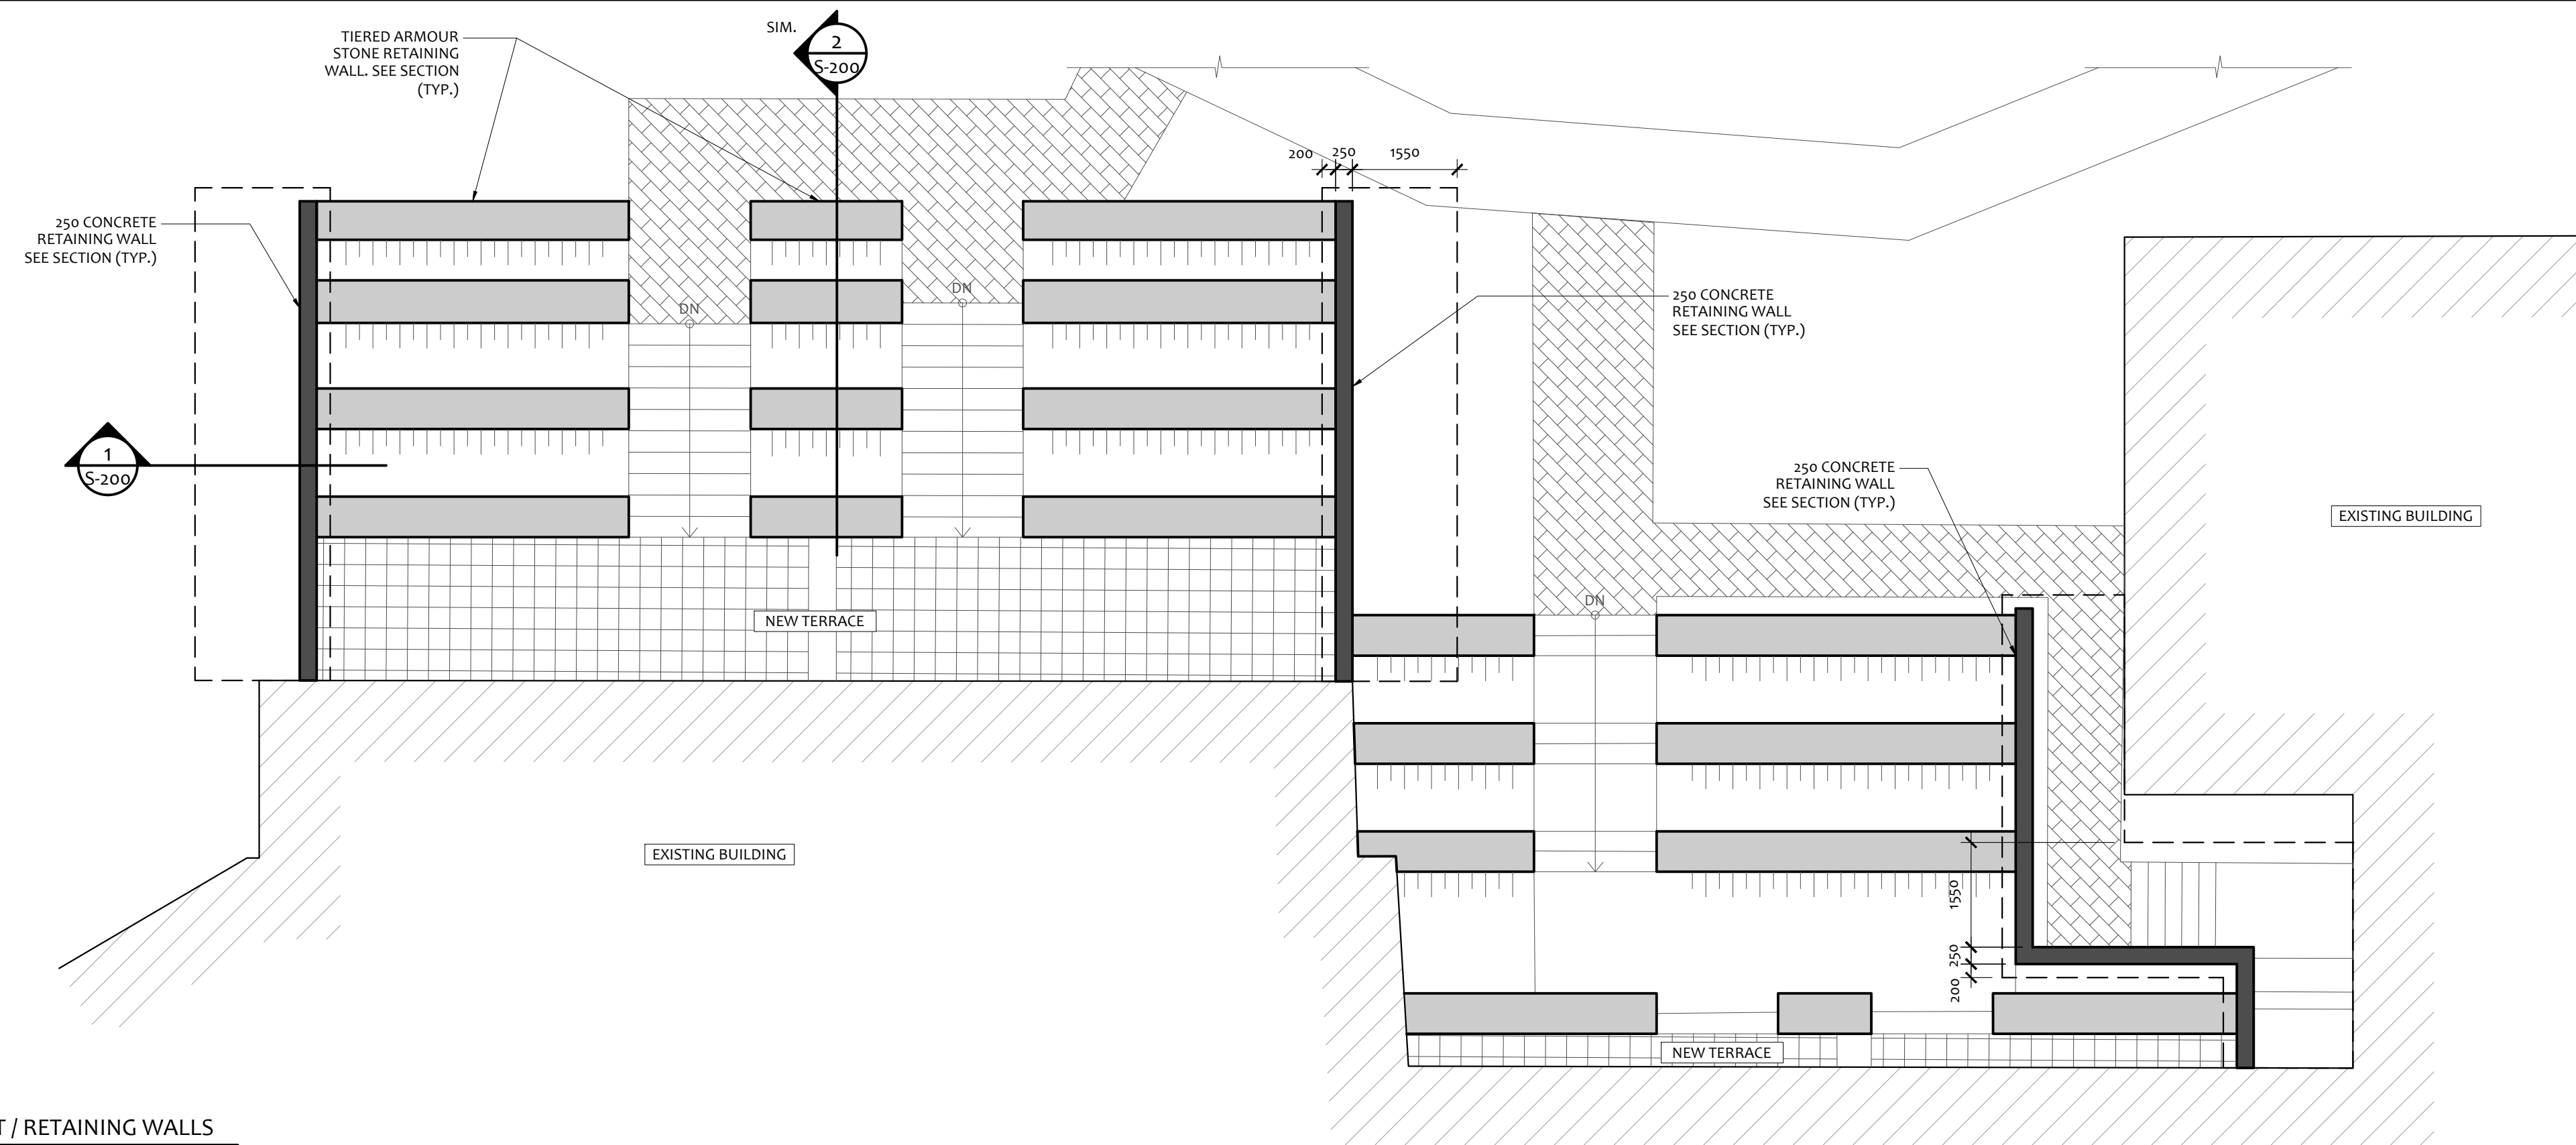 TIERED ARMOUR
STONE RETAINING
WALL. SEE SECTION
(TYP.)
SIM.
2
S-200
200 250 1550
250 CONCRETE
RETAINING WALL
SEE SECTION (TYP.)
DN
DN
250 CONCRETE
RETAINING WALL
SEE SECTION (TYP.)
1
S-200
250 CONCRETE
RETAINING WALL
SEE SECTION (TYP.)
EXISTING BUILDING
DN
NEW TERRACE
EXISTING BUILDING
1550
250
200
NEW TERRACE
T / RETAINING WALLS